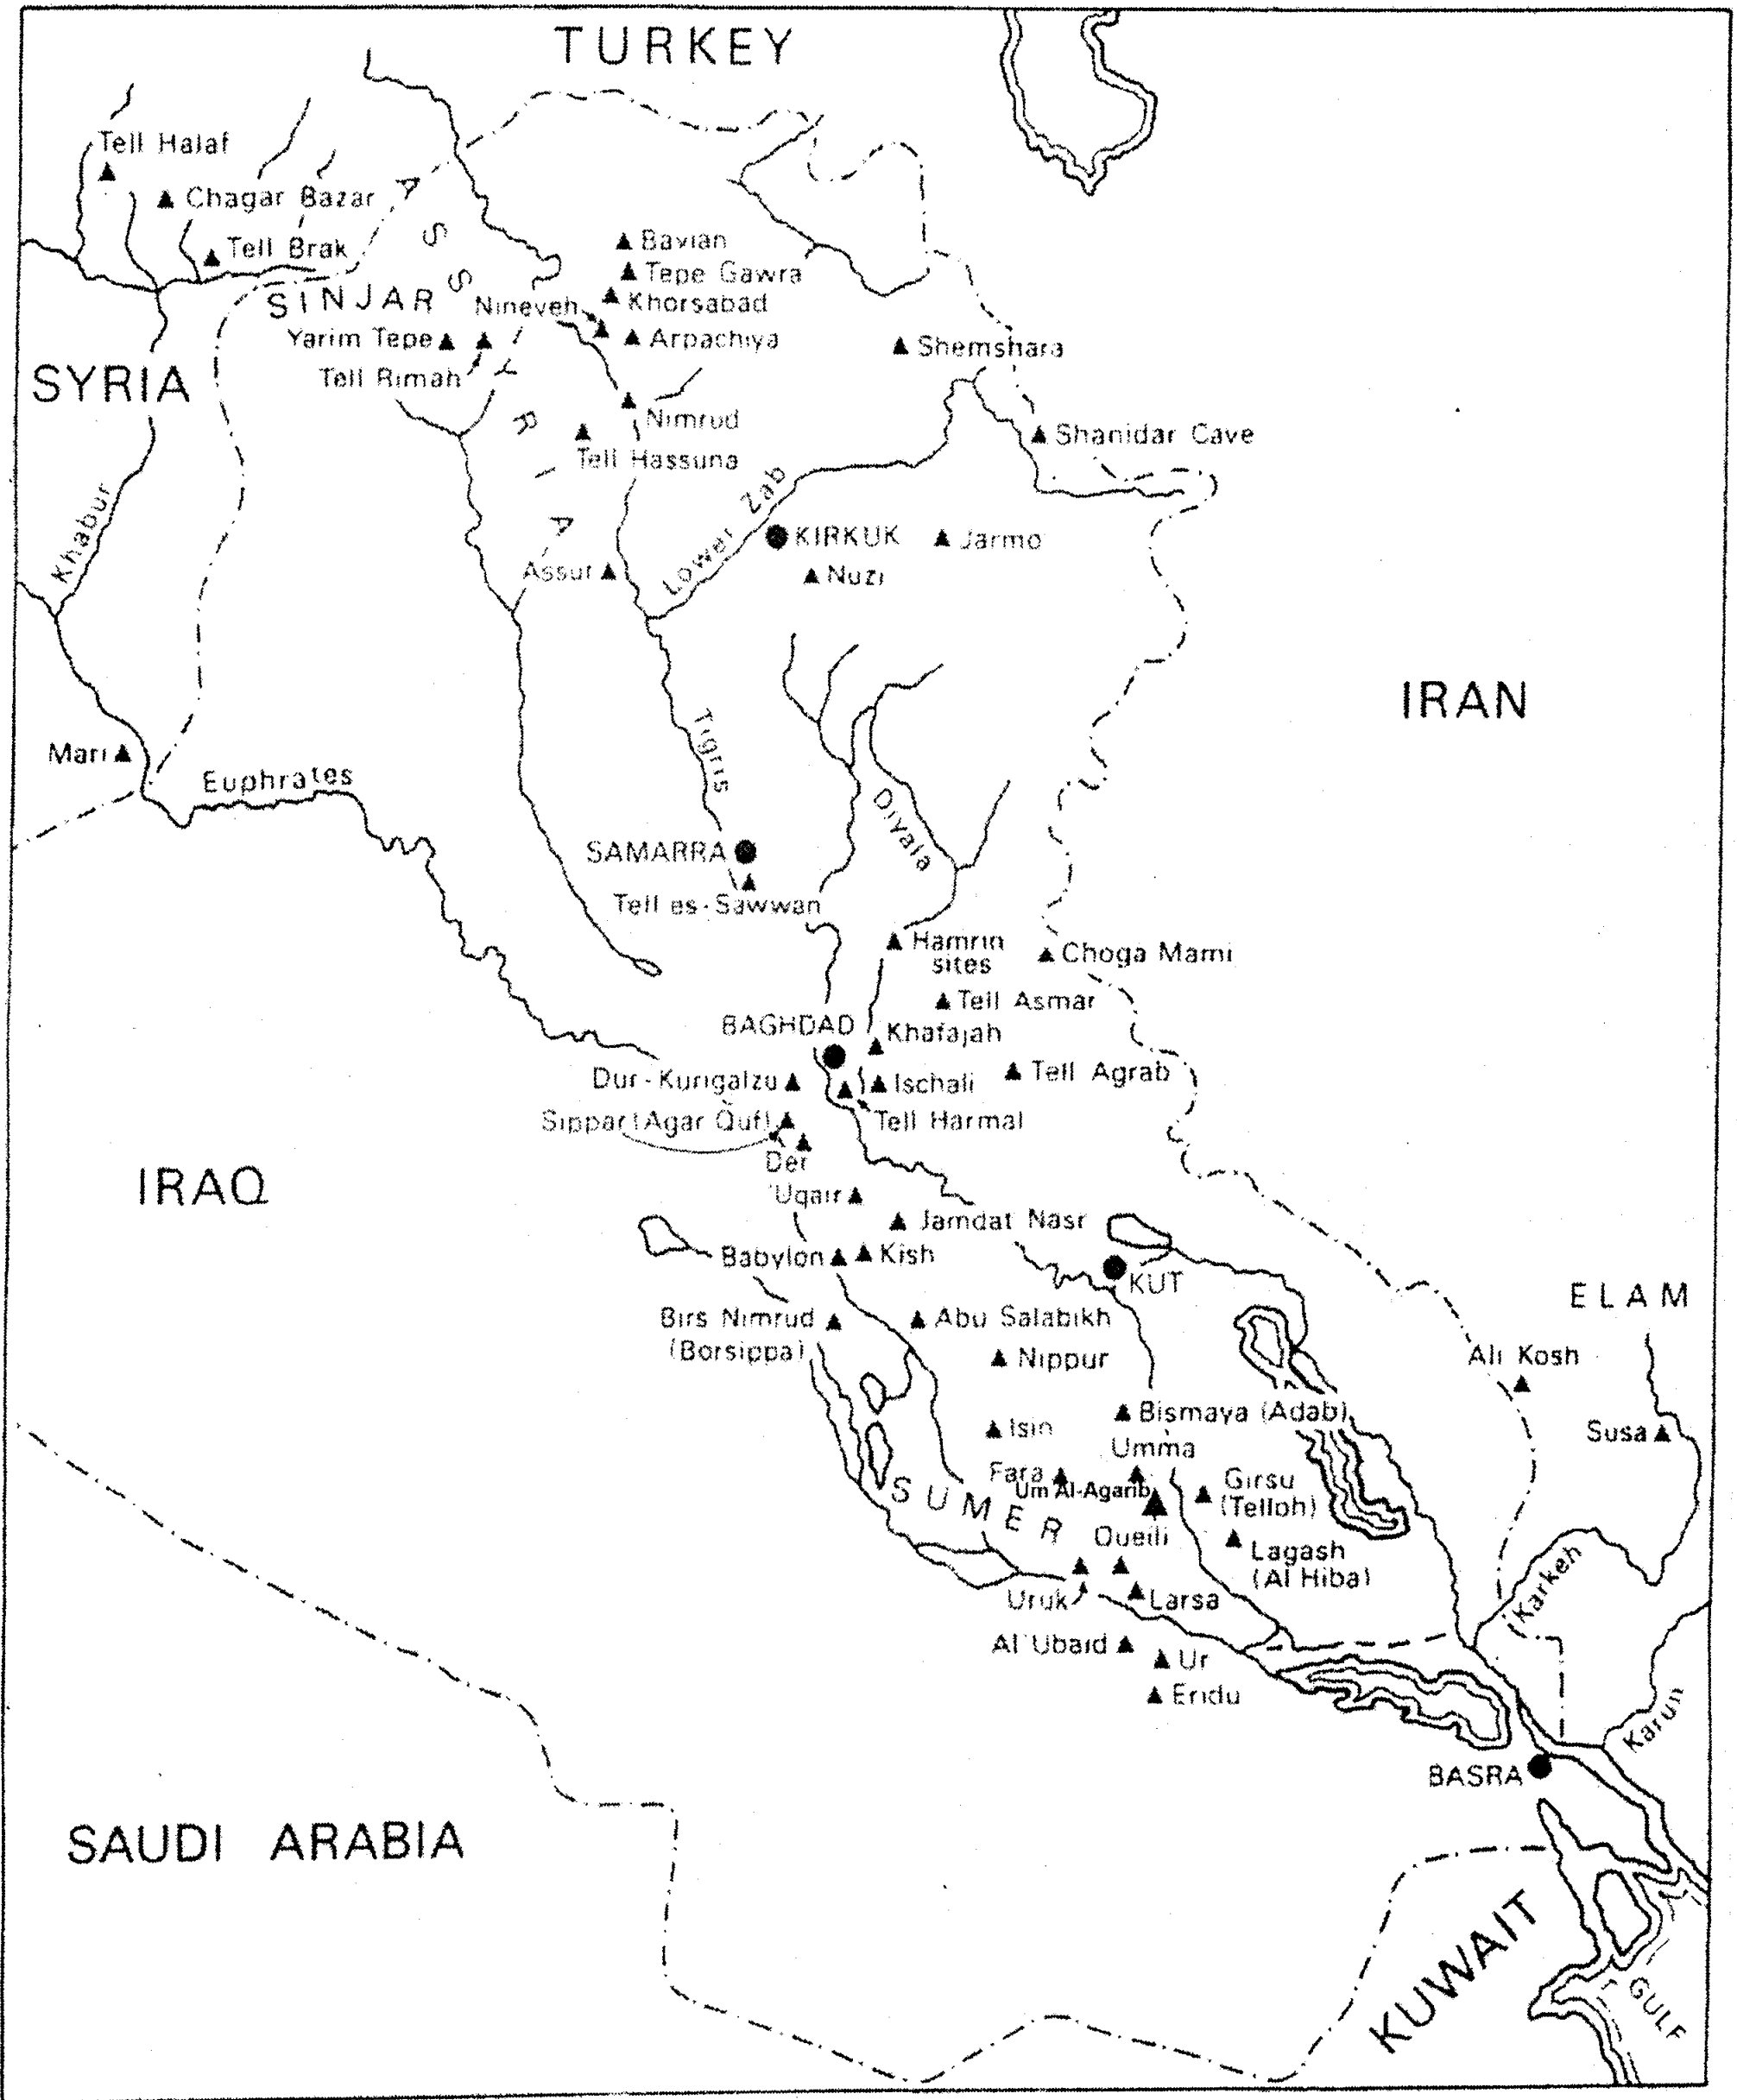 TURKEY
Tell Halaf
Chagar Bazar
Tell Brak
ASSYRIA
Bavian
Tepe Gawra
SINJAR
Nineveh
Khorsabad
Yarim Tepe
Arpachiya
Shemshara
SYRIA
Tell Rimah
Nimrud
Shanidar Cave
Tell Hassuna
Khabur
Lower Zab
KIRKUK
Jarmo
Assur
Nuzi
IRAN
Tigris
Mari
Euphrates
Diyala
SAMARRA
Tell es-Sawwan
Hamrin
sites
Choga Mami
Tell Asmar
BAGHDAD
Khafajah
Dur-Kurigalzu
Ischali
Tell Agrab
Sippar (Agar Quf)
Tell Harmal
Der
'Uqair
IRAQ
Jamdat Nasr
Babylon
Kish
KUT
ELAM
Birs Nimrud
(Borsippa)
Abu Salabikh
Nippur
Ali Kosh
Bismaya (Adab)
Isin
Susa
Umma
Fara
Um Al-Agarib
Girsu
(Telloh)
SUMER
Oueili
Lagash
(Al Hiba)
Karkeh
Uruk
Larsa
Al'Ubaid
Ur
Eridu
Karun
BASRA
SAUDI ARABIA
KUWAIT
GULF